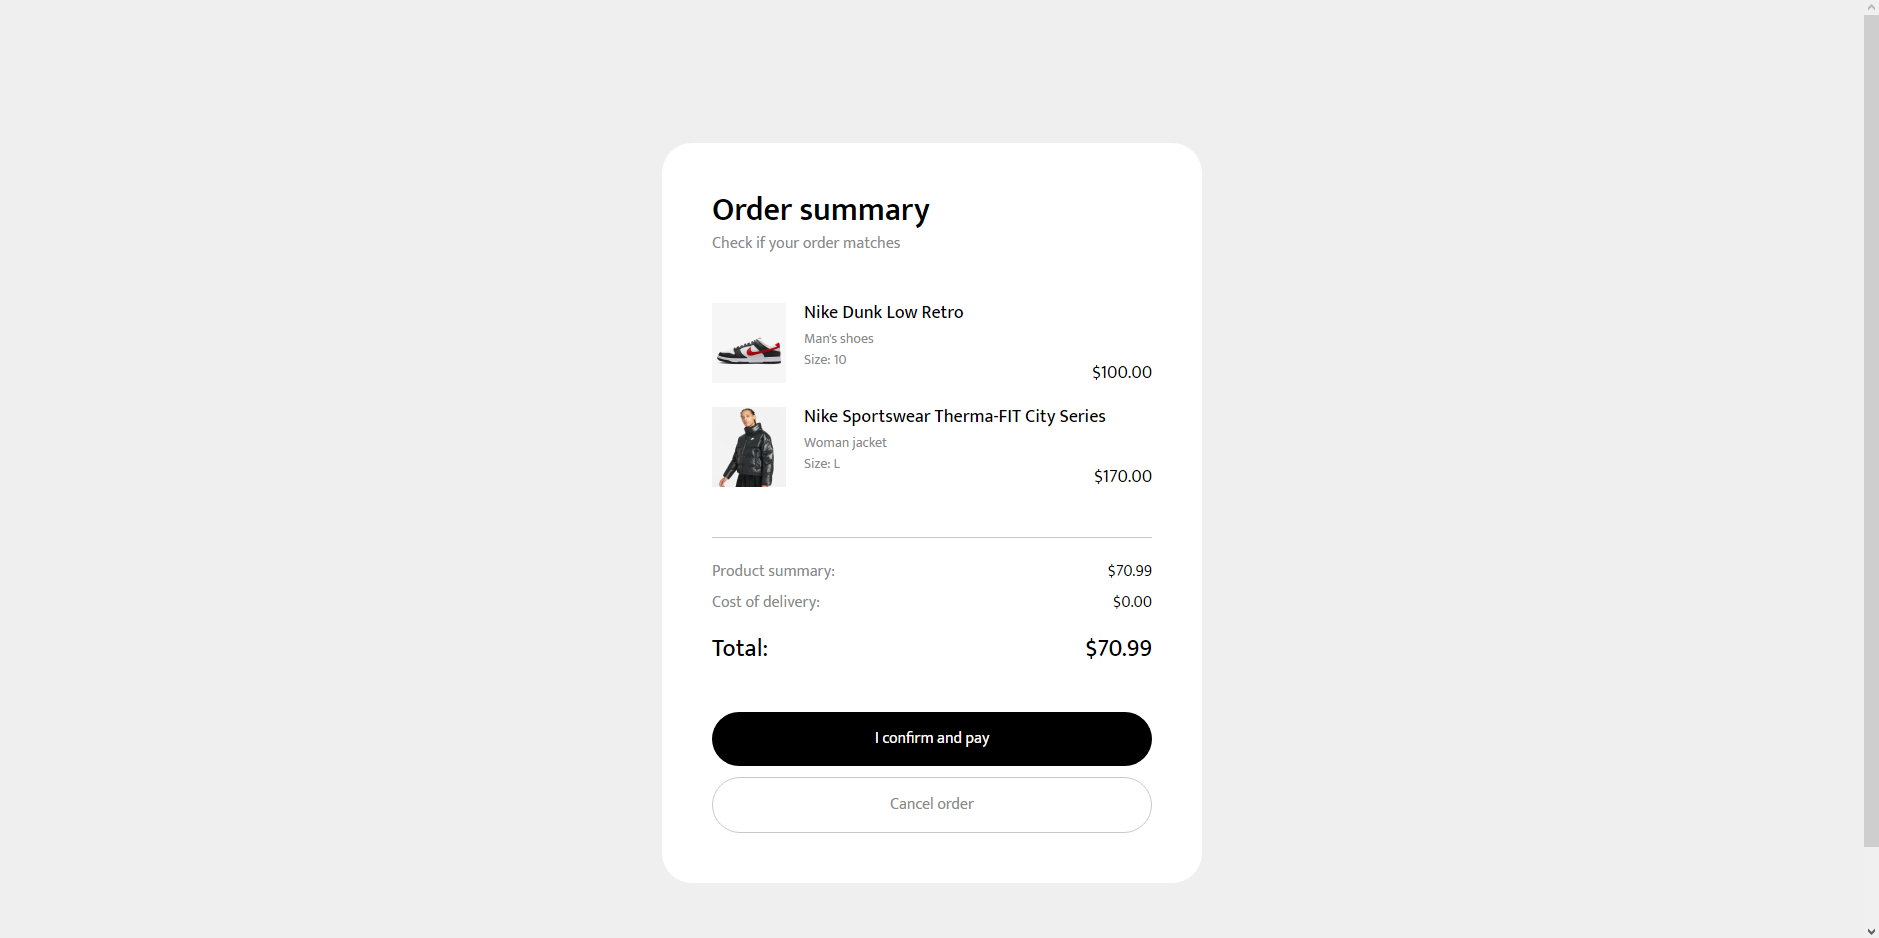 Order summary
Check if your order matches
Nike Dunk Low Retro
Man's shoes
Size: 10
$100.00
Nike Sportswear Therma-FIT City Series
Woman jacket
Size: L
$170.00
Product summary: $70.99
Cost of delivery: $0.00
Total: $70.99
I confirm and pay
Cancel order